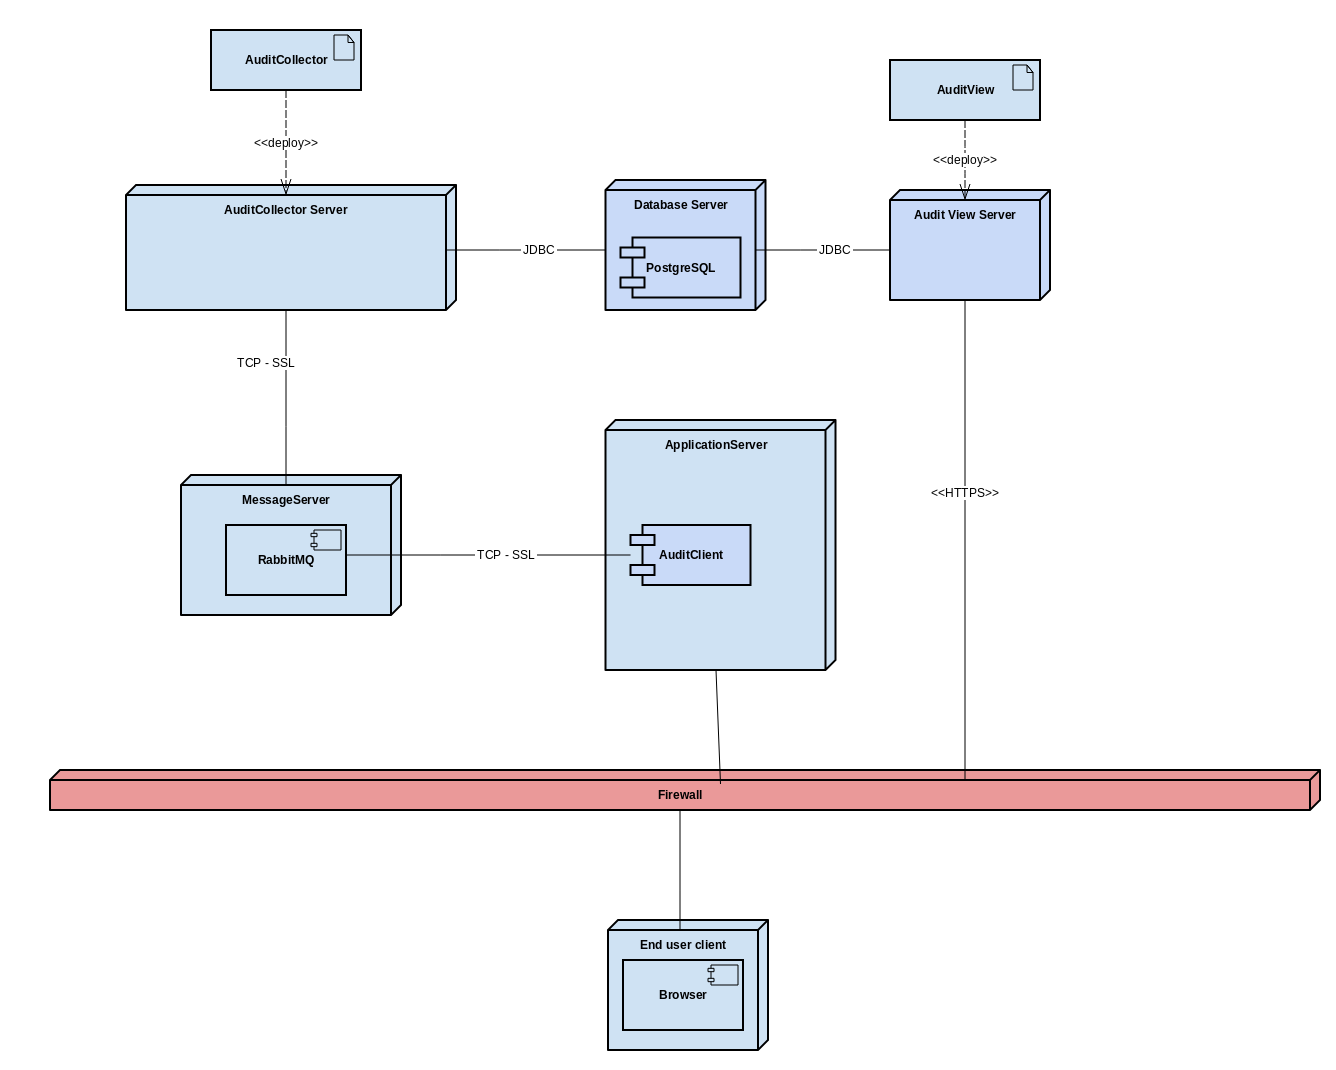 AuditCollector
AuditView
<<deploy>>
<<deploy>>
AuditCollector Server
Database Server
Audit View Server
JDBC
JDBC
PostgreSQL
TCP - SSL
ApplicationServer
<<HTTPS>>
MessageServer
RabbitMQ
TCP - SSL
AuditClient
Firewall
End user client
Browser